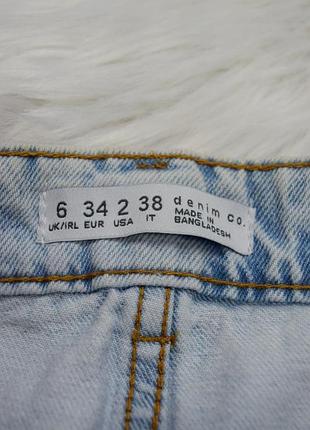 6 34 2 38 denim co.
UK/IRL EUR USA IT MADE IN
BANGLADESH